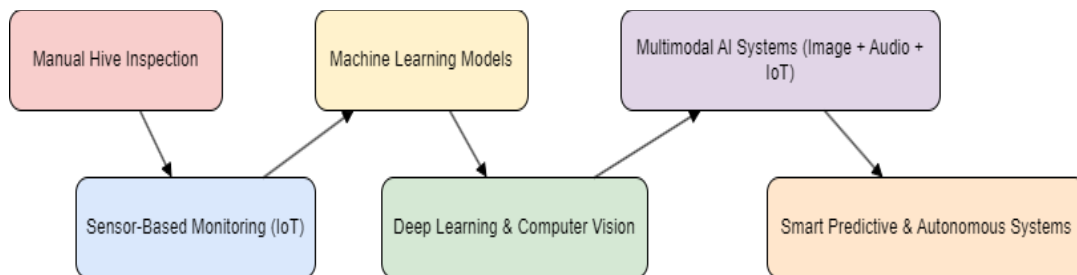 Manual Hive Inspection
Sensor-Based Monitoring (IoT)
Machine Learning Models
Deep Learning & Computer Vision
Multimodal AI Systems (Image + Audio +
IoT)
Smart Predictive & Autonomous Systems